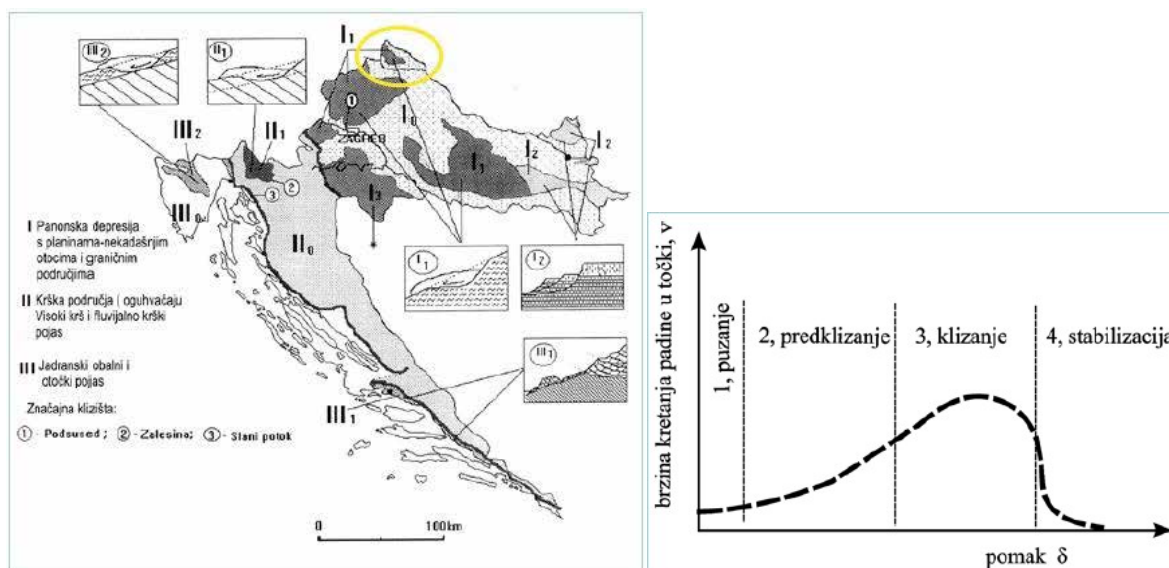 III2
II1
I1
1
ZAGREB
I0
I1
I2
I2
III2
II1
2
3
I3
III0
II0
I Panonska depresija
s planinama-nekadašnjim
otocima i graničnim
područjima
II Krška područja ( oguhvaćaju
Visoki krš i fluvijalno krški
pojas
III Jadranski obalni i
otočki pojas
Značajna klizišta:
1 - Podsused ; 2 - Zalesina; 3 - Slani potok
I1
I2
III1
III1
0 100km
brzina kretanja padine u točki, v
1, puzanje
2, predklizanje
3, klizanje
4, stabilizacija
pomak δ